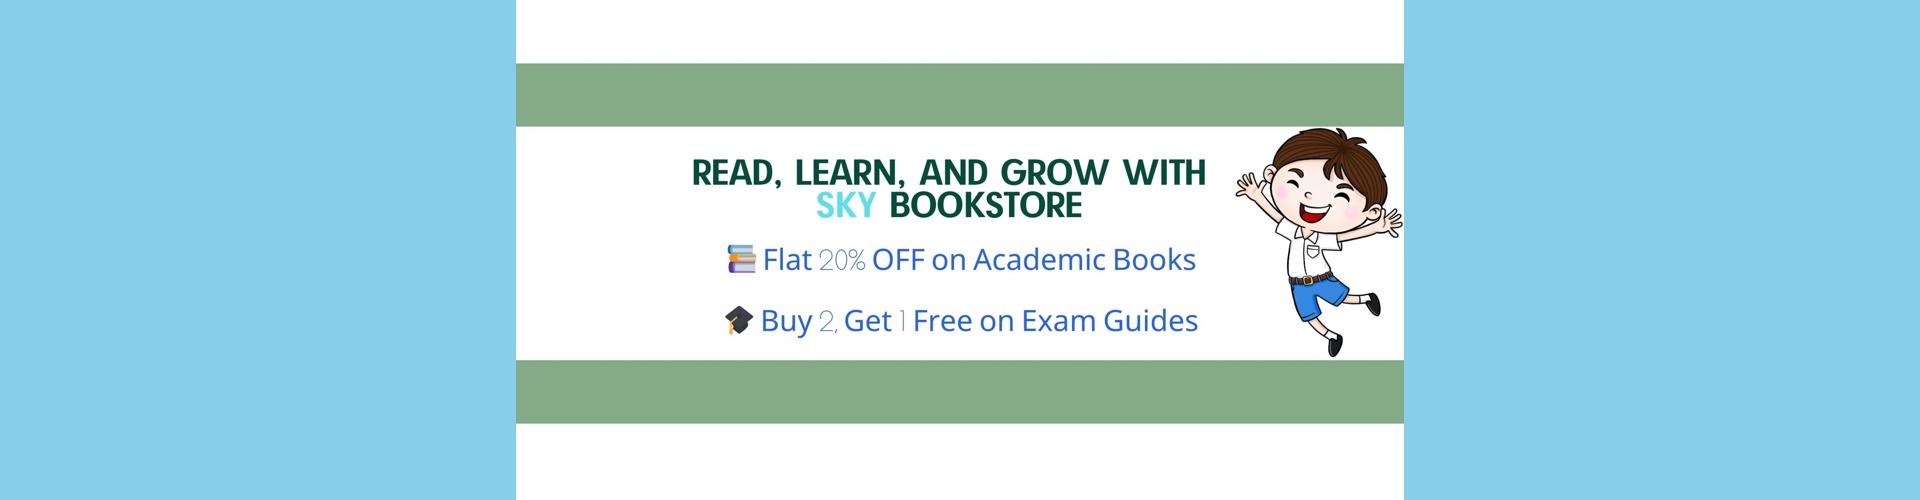 READ, LEARN, AND GROW WITH
SKY BOOKSTORE
📚 Flat 20% OFF on Academic Books
🎓 Buy 2, Get 1 Free on Exam Guides